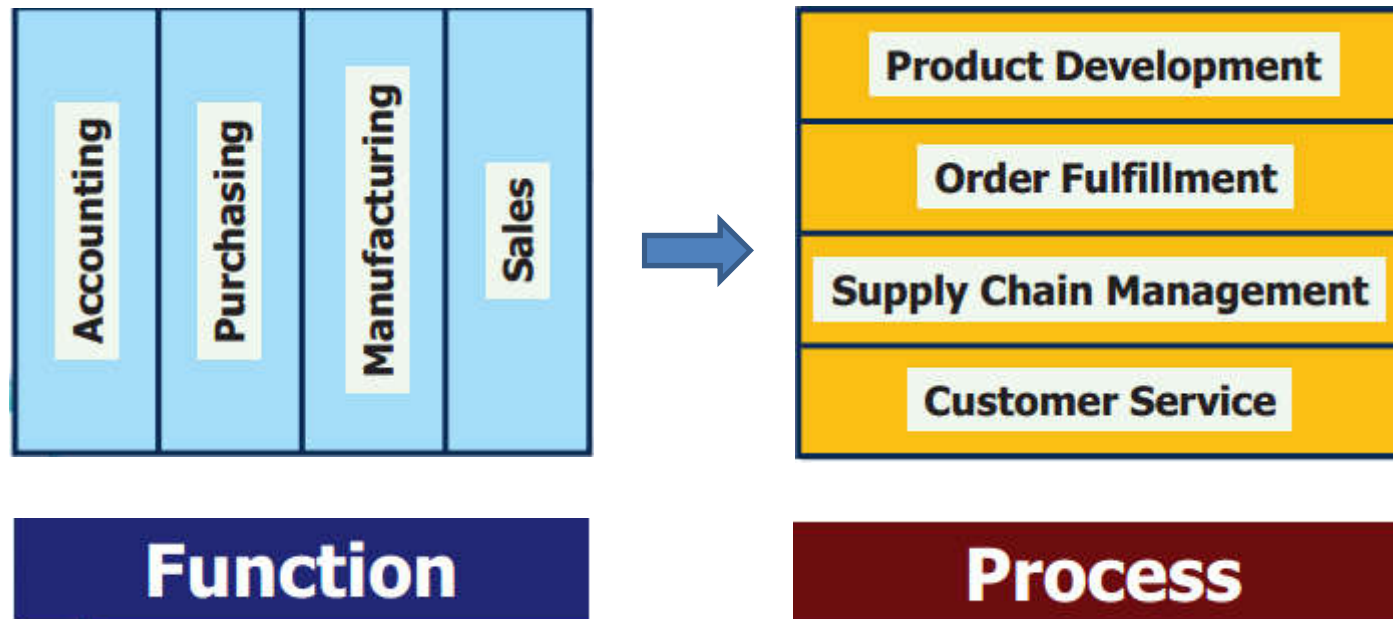 Accounting
Purchasing
Manufacturing
Sales
Function
Product Development
Order Fulfillment
Supply Chain Management
Customer Service
Process